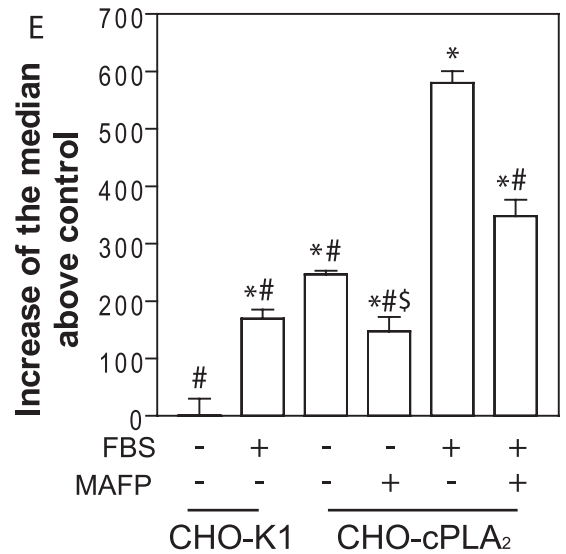 E
Increase of the median
above control
700
600
500
400
300
200
100
0
#
*#
*#
*#$
*
*#
FBS - + - - + +
MAFP - - - + - +
CHO-K1 CHO-cPLA₂